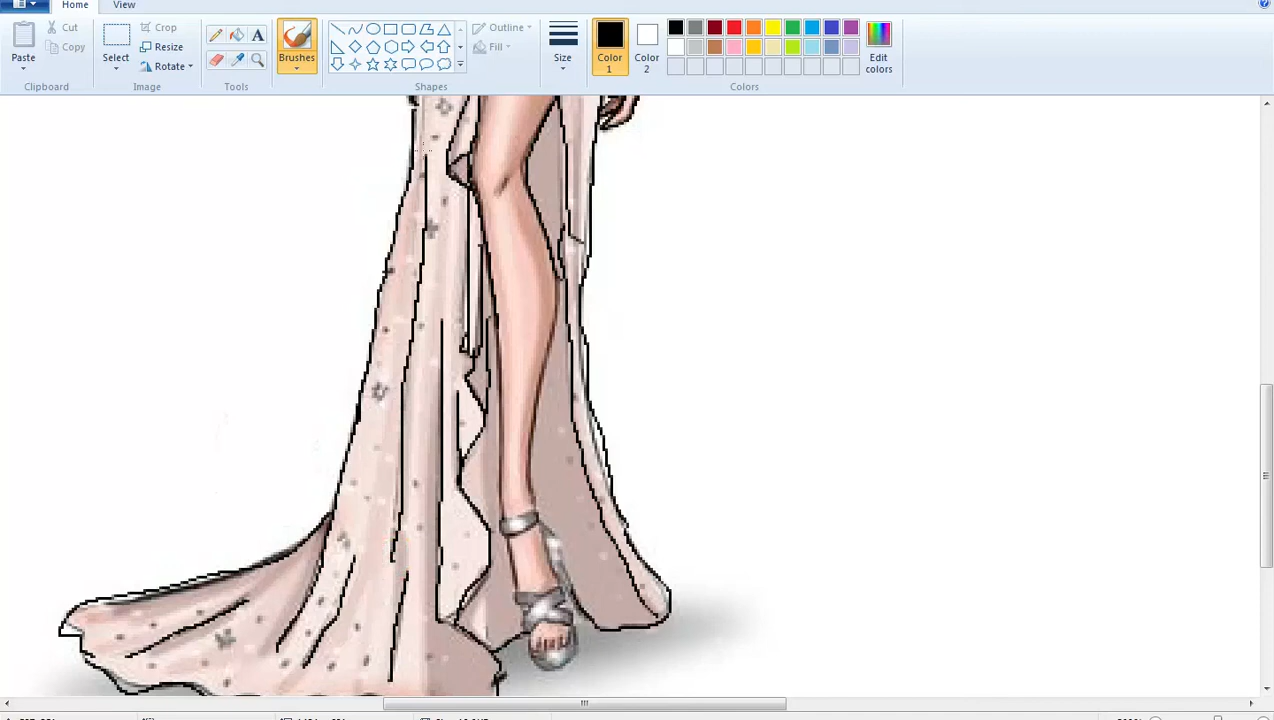 Home View
Cut
Copy
Paste
Clipboard
Select
Crop
Resize
Rotate
Image
A
Tools
Brushes
Outline
Fill
Shapes
Size
Color
1
Color
2
Edit
colors
Colors